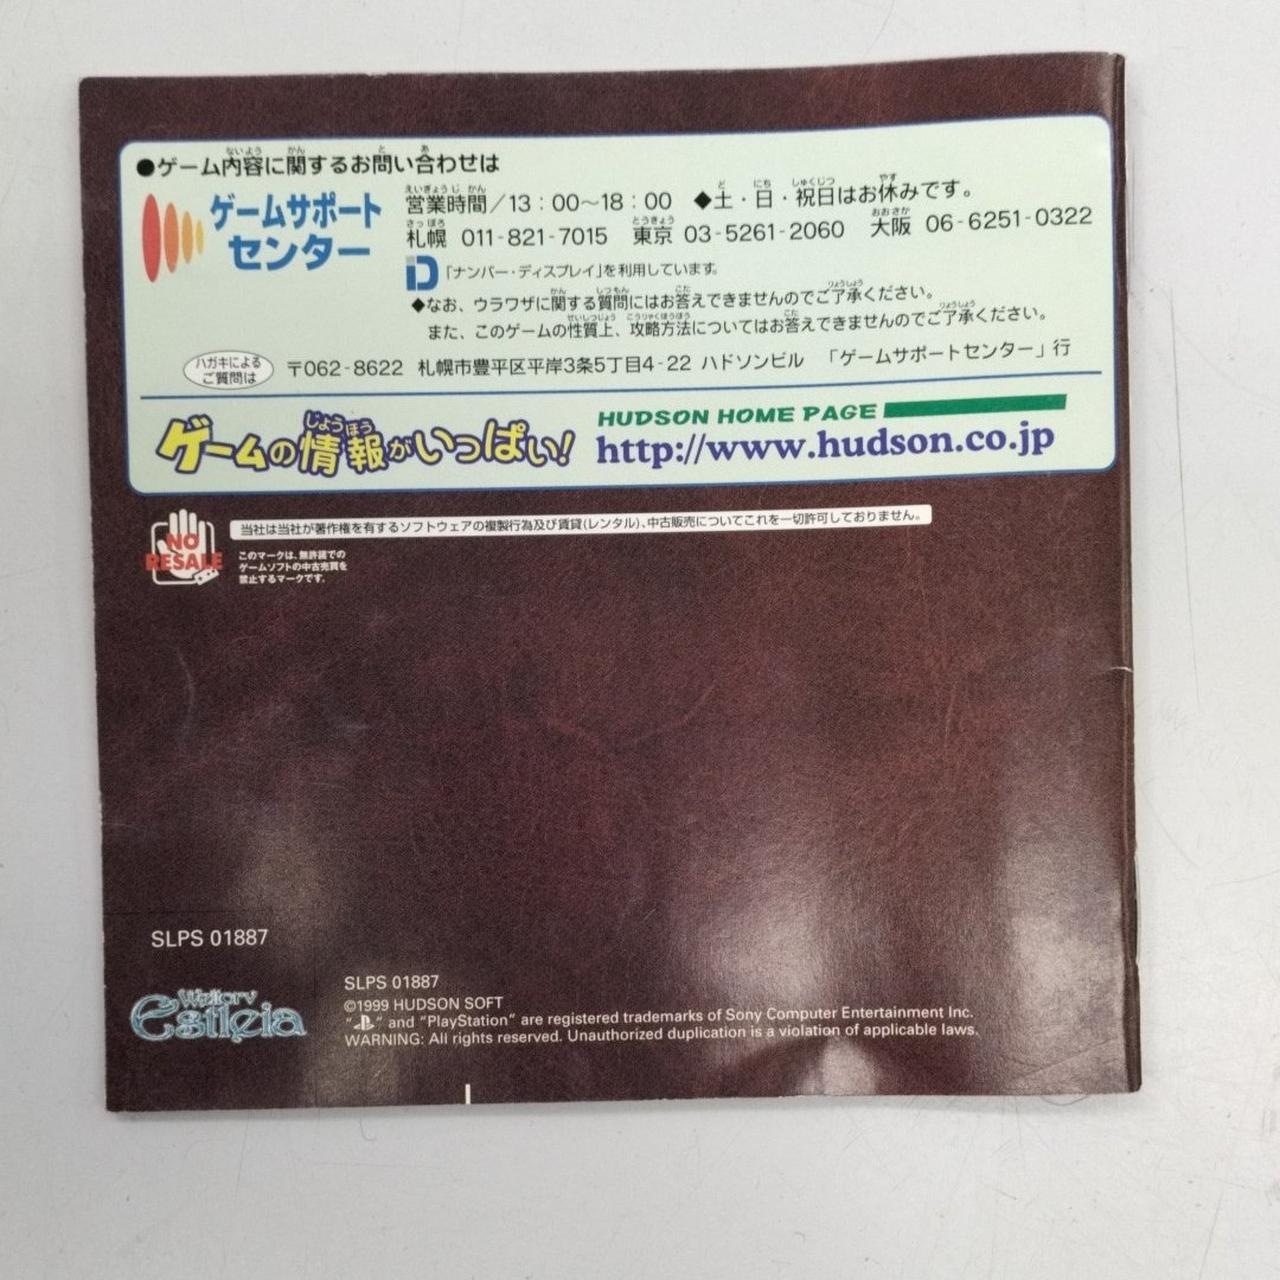 ●ゲーム内容に関するお問い合わせは
ゲームサポート
センター
営業時間/13:00~18:00 ◆土・日・祝日はお休みです。
札幌 011-821-7015 東京 03-5261-2060 大阪 06-6251-0322
D「ナンバー・ディスプレイ」を利用しています。
◆なお、ウラワザに関する質問にはお答えできませんのでご了承ください。
また、このゲームの性質上、攻略方法についてはお答えできませんのでご了承ください。
ハガキによる
ご質問は
〒062-8622 札幌市豊平区平岸3条5丁目4-22 ハドソンビル 「ゲームサポートセンター」行
ゲームの情報がいっぱい!
HUDSON HOME PAGE
http://www.hudson.co.jp
NO
RESALE
当社は当社が著作権を有するソフトウェアの複製行為及び賃貸(レンタル)、中古販売についてこれを一切許可しておりません。
このマークは、無許諾での
ゲームソフトの中古売買を
禁止するマークです。
SLPS 01887
Estleia
SLPS 01887
©1999 HUDSON SOFT
"PS" and "PlayStation" are registered trademarks of Sony Computer Entertainment Inc.
WARNING: All rights reserved. Unauthorized duplication is a violation of applicable laws.